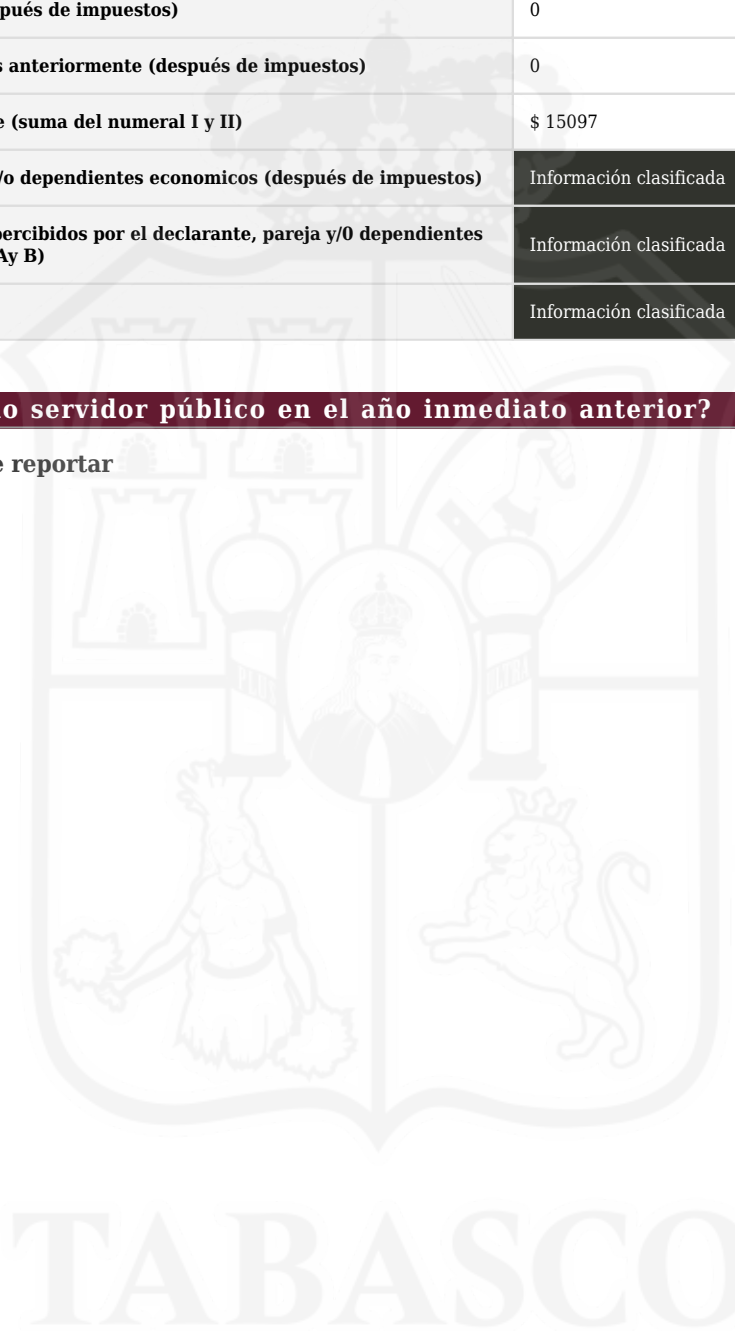 pués de impuestos)
0
s anteriormente (después de impuestos)
0
e (suma del numeral I y II)
$ 15097
/o dependientes economicos (después de impuestos)
Información clasificada
percibidos por el declarante, pareja y/0 dependientes
Ay B)
Información clasificada
Información clasificada
o servidor público en el año inmediato anterior?
e reportar
PLUS
ULTRA
TABASCO